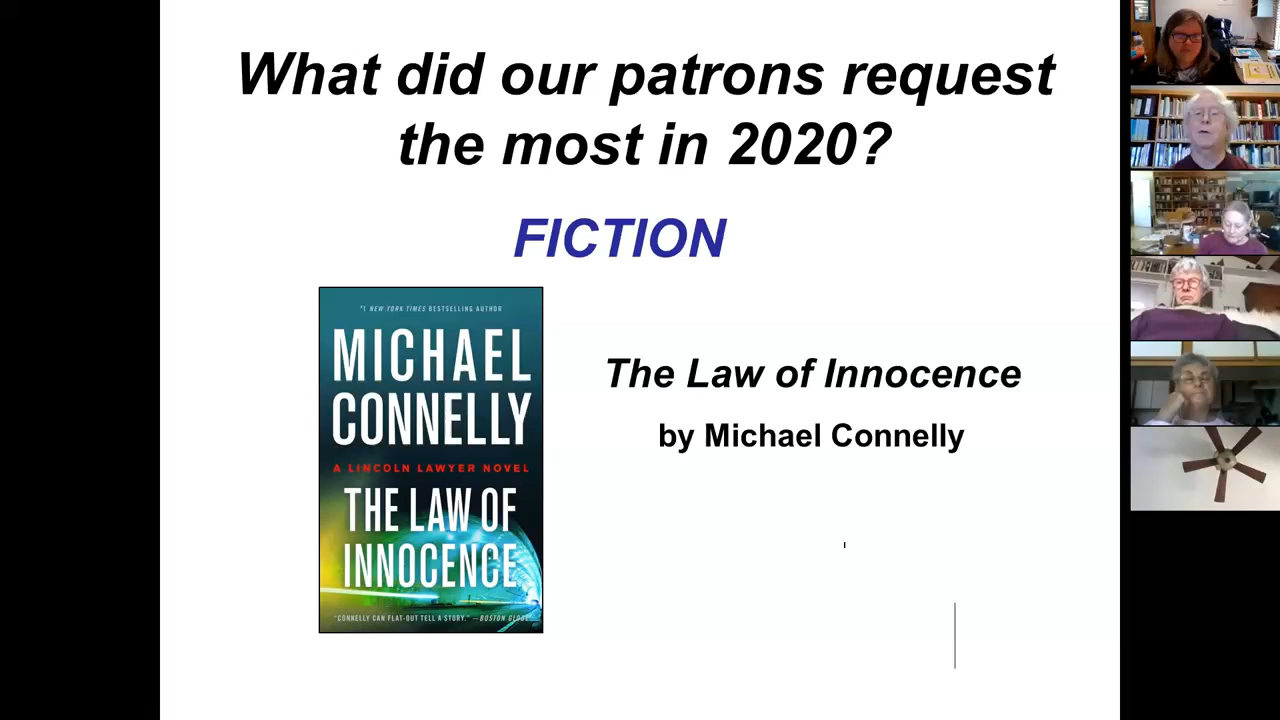 What did our patrons request
the most in 2020?
FICTION
"#1 NEW YORK TIMES BESTSELLING AUTHOR
MICHAEL
CONNELLY
A LINCOLN LAWYER NOVEL
THE LAW OF
INNOCENCE
"CONNELLY CAN FLAT-OUT TELL A STORY." —BOSTON GLOBE
The Law of Innocence
by Michael Connelly